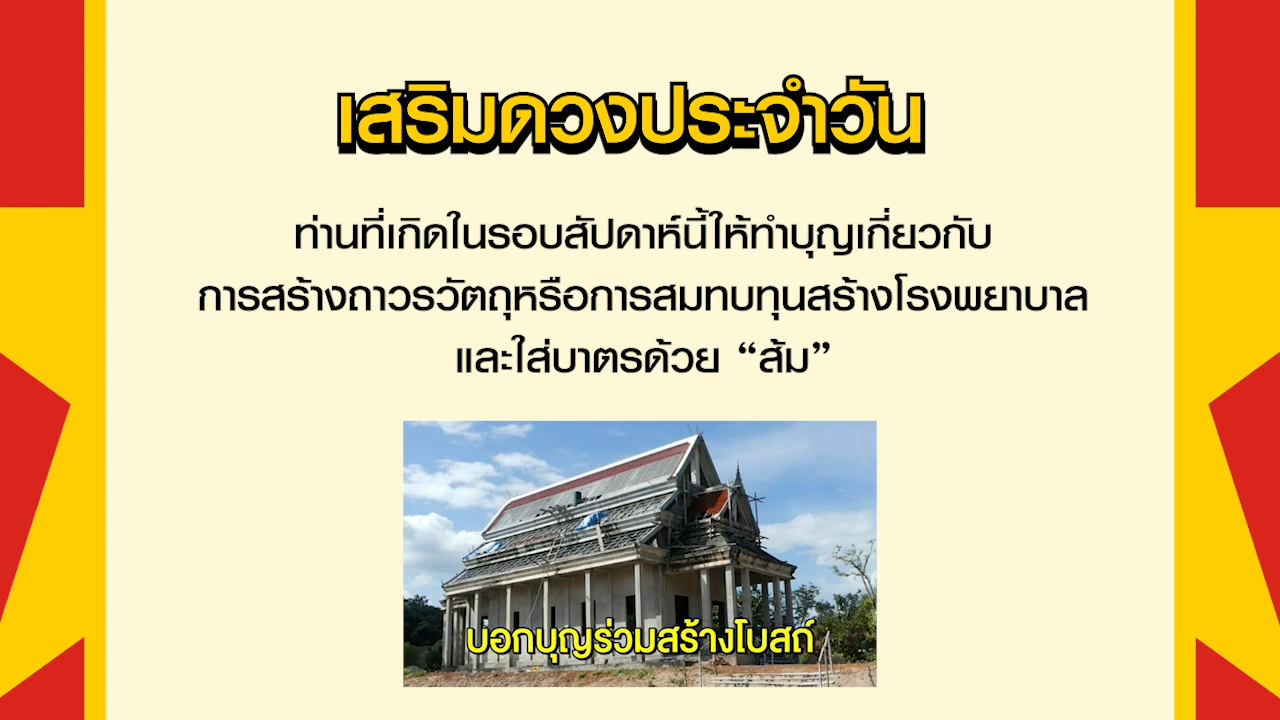 เสริมดวงประจำวัน
ท่านที่เกิดในรอบสัปดาห์นี้ให้ทำบุญเกี่ยวกับ
การสร้างถาวรวัตถุหรือการสมทบทุนสร้างโรงพยาบาล
และใส่บาตรด้วย “ส้ม”
บอกบุญร่วมสร้างโบสถ์